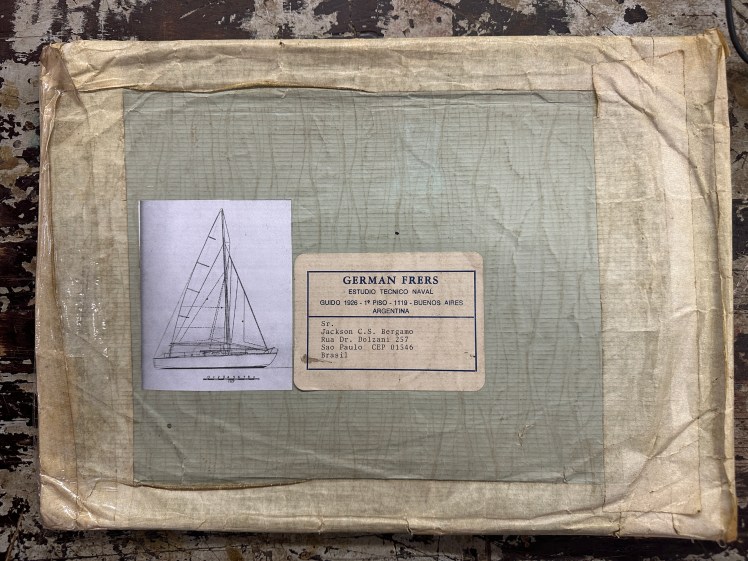 GERMAN FRERS
ESTUDIO TECNICO NAVAL
GUIDO 1926 - 1º PISO - 1119 - BUENOS AIRES
ARGENTINA
Sr.
Jackson C.S. Bergamo
Rua Dr. Dolzani 257
Sao Paulo CEP 01546
Brasil